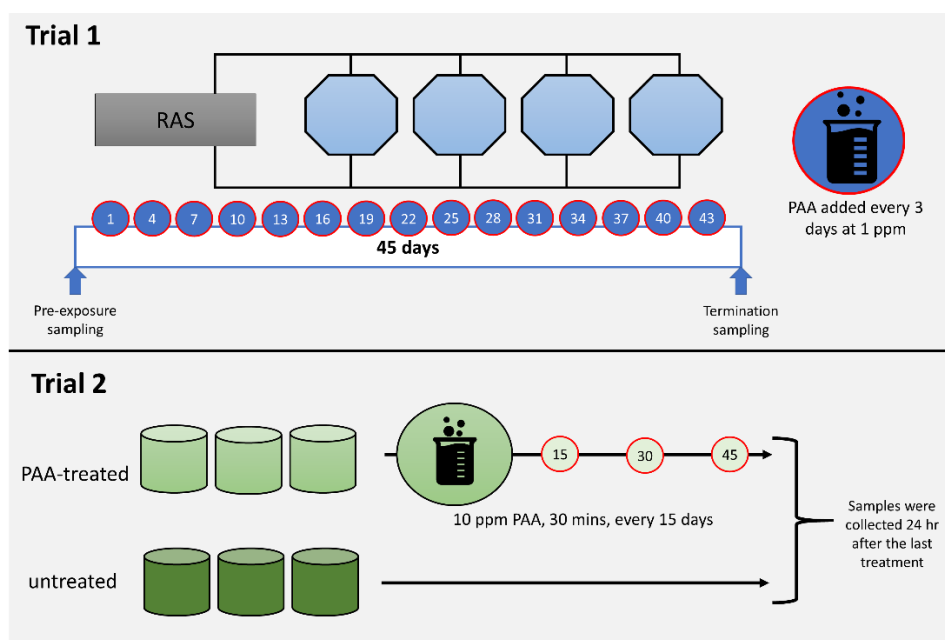 Trial 1
RAS
1 4 7 10 13 16 19 22 25 28 31 34 37 40 43
45 days
Pre-exposure
sampling
Termination
sampling
PAA added every 3
days at 1 ppm
Trial 2
PAA-treated
15 30 45
10 ppm PAA, 30 mins, every 15 days
untreated
Samples were
collected 24 hr
after the last
treatment